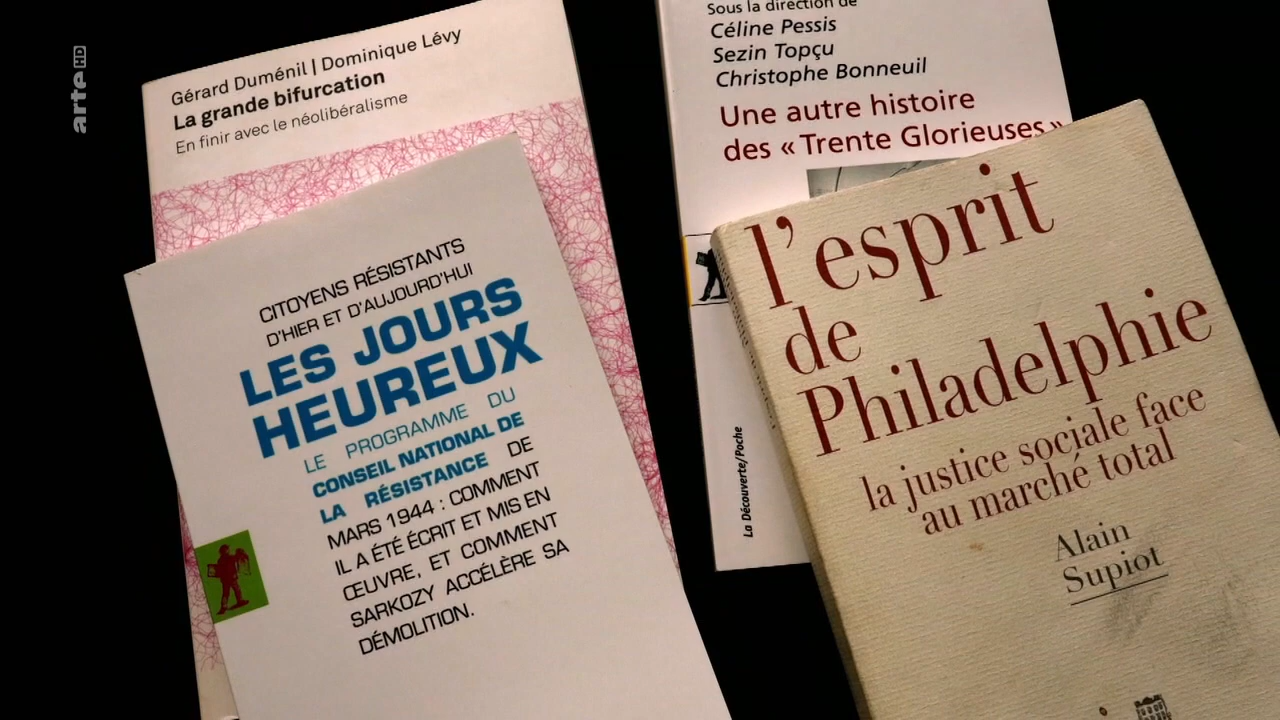 arte HD
Gérard Duménil | Dominique Lévy
La grande bifurcation
En finir avec le néolibéralisme
CITOYENS RÉSISTANTS
D'HIER ET D'AUJOURD'HUI
LES JOURS
HEUREUX
LE PROGRAMME DU
CONSEIL NATIONAL DE
LA RÉSISTANCE DE
MARS 1944 : COMMENT
IL A ÉTÉ ÉCRIT ET MIS EN
ŒUVRE, ET COMMENT
SARKOZY ACCÉLÈRE SA
DÉMOLITION.
Sous la direction de
Céline Pessis
Sezin Topçu
Christophe Bonneuil
Une autre histoire
des « Trente Glorieuses »
La Découverte/Poche
l'esprit
de
Philadelphie
la justice sociale face
au marché total
Alain
Supiot